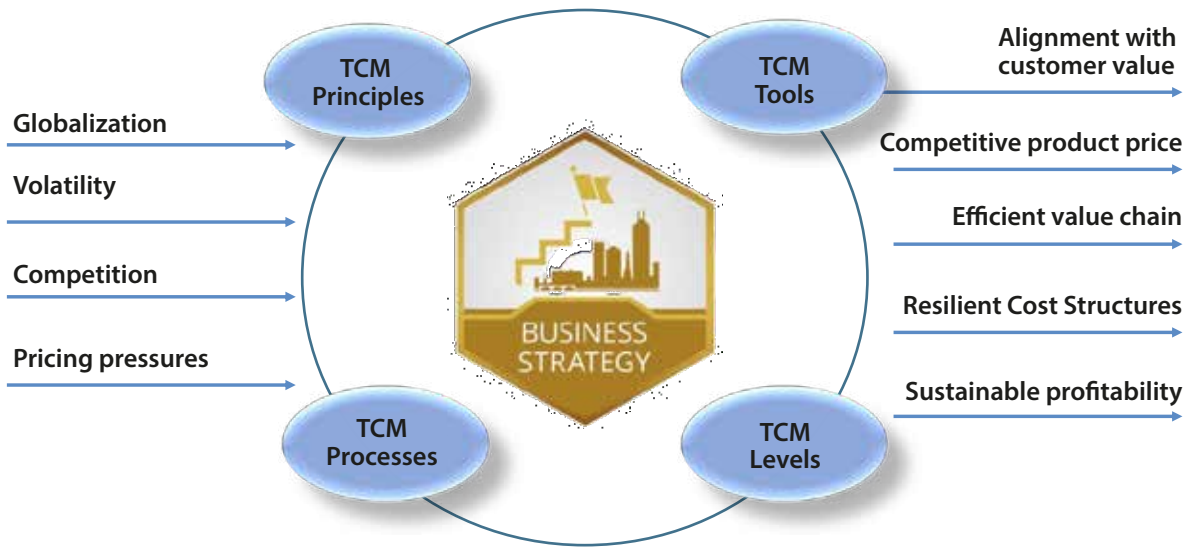 TCM
Principles
TCM
Tools
Globalization
Volatility
Competition
Pricing pressures
BUSINESS
STRATEGY
Alignment with
customer value
Competitive product price
Efficient value chain
Resilient Cost Structures
Sustainable profitability
TCM
Processes
TCM
Levels